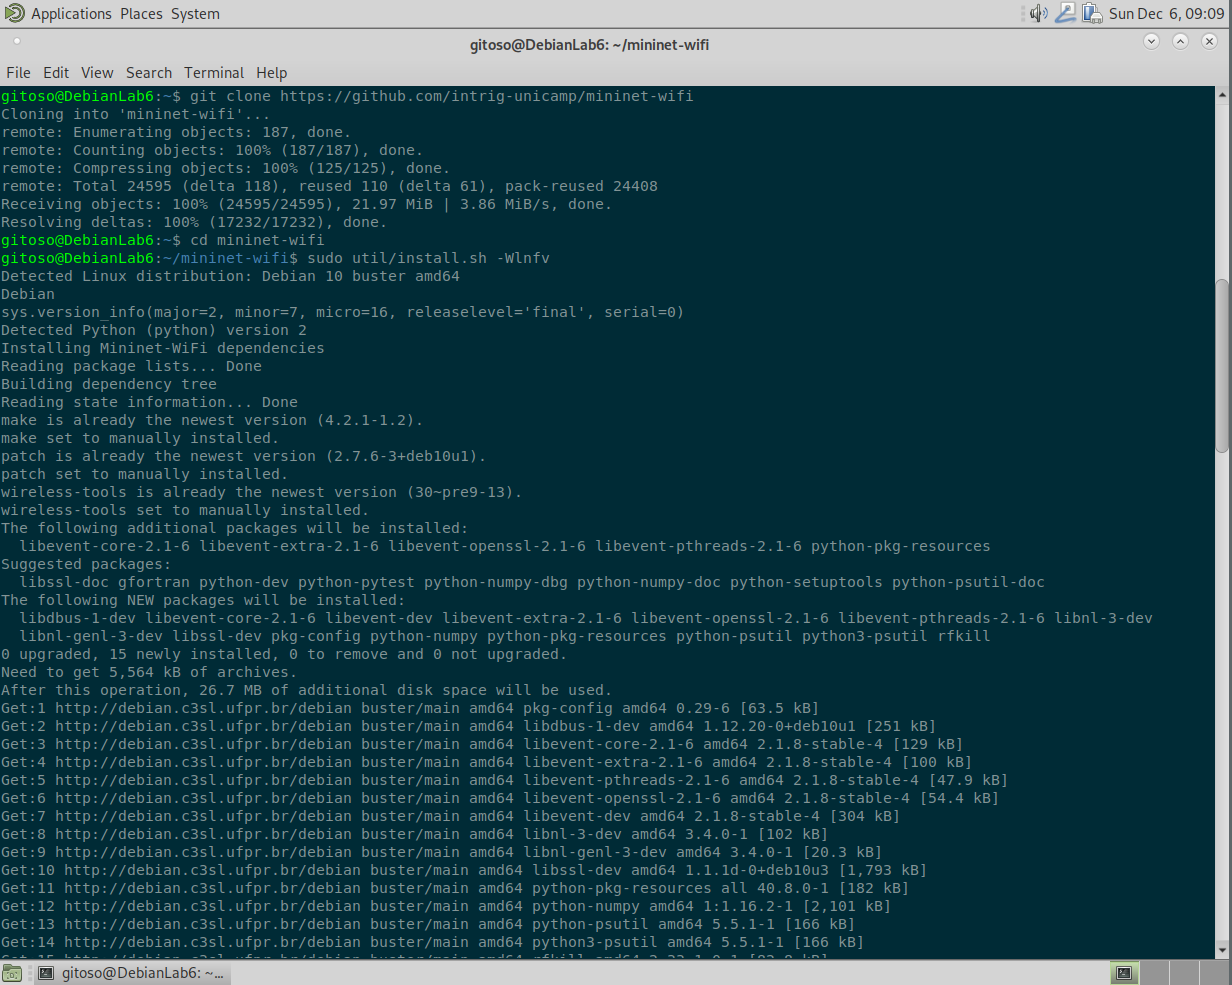 Applications Places System Sun Dec 6, 09:09
gitoso@DebianLab6: ~/mininet-wifi
File Edit View Search Terminal Help
gitoso@DebianLab6:~$ git clone https://github.com/intrig-unicamp/mininet-wifi
Cloning into 'mininet-wifi'...
remote: Enumerating objects: 187, done.
remote: Counting objects: 100% (187/187), done.
remote: Compressing objects: 100% (125/125), done.
remote: Total 24595 (delta 118), reused 110 (delta 61), pack-reused 24408
Receiving objects: 100% (24595/24595), 21.97 MiB | 3.86 MiB/s, done.
Resolving deltas: 100% (17232/17232), done.
gitoso@DebianLab6:~$ cd mininet-wifi
gitoso@DebianLab6:~/mininet-wifi$ sudo util/install.sh -Wlnfv
Detected Linux distribution: Debian 10 buster amd64
Debian
sys.version_info(major=2, minor=7, micro=16, releaselevel='final', serial=0)
Detected Python (python) version 2
Installing Mininet-WiFi dependencies
Reading package lists... Done
Building dependency tree
Reading state information... Done
make is already the newest version (4.2.1-1.2).
make set to manually installed.
patch is already the newest version (2.7.6-3+deb10u1).
patch set to manually installed.
wireless-tools is already the newest version (30~pre9-13).
wireless-tools set to manually installed.
The following additional packages will be installed:
libevent-core-2.1-6 libevent-extra-2.1-6 libevent-openssl-2.1-6 libevent-pthreads-2.1-6 python-pkg-resources
Suggested packages:
libssl-doc gfortran python-dev python-pytest python-numpy-dbg python-numpy-doc python-setuptools python-psutil-doc
The following NEW packages will be installed:
libdbus-1-dev libevent-core-2.1-6 libevent-dev libevent-extra-2.1-6 libevent-openssl-2.1-6 libevent-pthreads-2.1-6 libnl-3-dev
libnl-genl-3-dev libssl-dev pkg-config python-numpy python-pkg-resources python-psutil python3-psutil rfkill
0 upgraded, 15 newly installed, 0 to remove and 0 not upgraded.
Need to get 5,564 kB of archives.
After this operation, 26.7 MB of additional disk space will be used.
Get:1 http://debian.c3sl.ufpr.br/debian buster/main amd64 pkg-config amd64 0.29-6 [63.5 kB]
Get:2 http://debian.c3sl.ufpr.br/debian buster/main amd64 libdbus-1-dev amd64 1.12.20-0+deb10u1 [251 kB]
Get:3 http://debian.c3sl.ufpr.br/debian buster/main amd64 libevent-core-2.1-6 amd64 2.1.8-stable-4 [129 kB]
Get:4 http://debian.c3sl.ufpr.br/debian buster/main amd64 libevent-extra-2.1-6 amd64 2.1.8-stable-4 [100 kB]
Get:5 http://debian.c3sl.ufpr.br/debian buster/main amd64 libevent-pthreads-2.1-6 amd64 2.1.8-stable-4 [47.9 kB]
Get:6 http://debian.c3sl.ufpr.br/debian buster/main amd64 libevent-openssl-2.1-6 amd64 2.1.8-stable-4 [54.4 kB]
Get:7 http://debian.c3sl.ufpr.br/debian buster/main amd64 libevent-dev amd64 2.1.8-stable-4 [304 kB]
Get:8 http://debian.c3sl.ufpr.br/debian buster/main amd64 libnl-3-dev amd64 3.4.0-1 [102 kB]
Get:9 http://debian.c3sl.ufpr.br/debian buster/main amd64 libnl-genl-3-dev amd64 3.4.0-1 [20.3 kB]
Get:10 http://debian.c3sl.ufpr.br/debian buster/main amd64 libssl-dev amd64 1.1.1d-0+deb10u3 [1,793 kB]
Get:11 http://debian.c3sl.ufpr.br/debian buster/main amd64 python-pkg-resources all 40.8.0-1 [182 kB]
Get:12 http://debian.c3sl.ufpr.br/debian buster/main amd64 python-numpy amd64 1:1.16.2-1 [2,101 kB]
Get:13 http://debian.c3sl.ufpr.br/debian buster/main amd64 python-psutil amd64 5.5.1-1 [166 kB]
Get:14 http://debian.c3sl.ufpr.br/debian buster/main amd64 python3-psutil amd64 5.5.1-1 [166 kB]
gitoso@DebianLab6: ~...